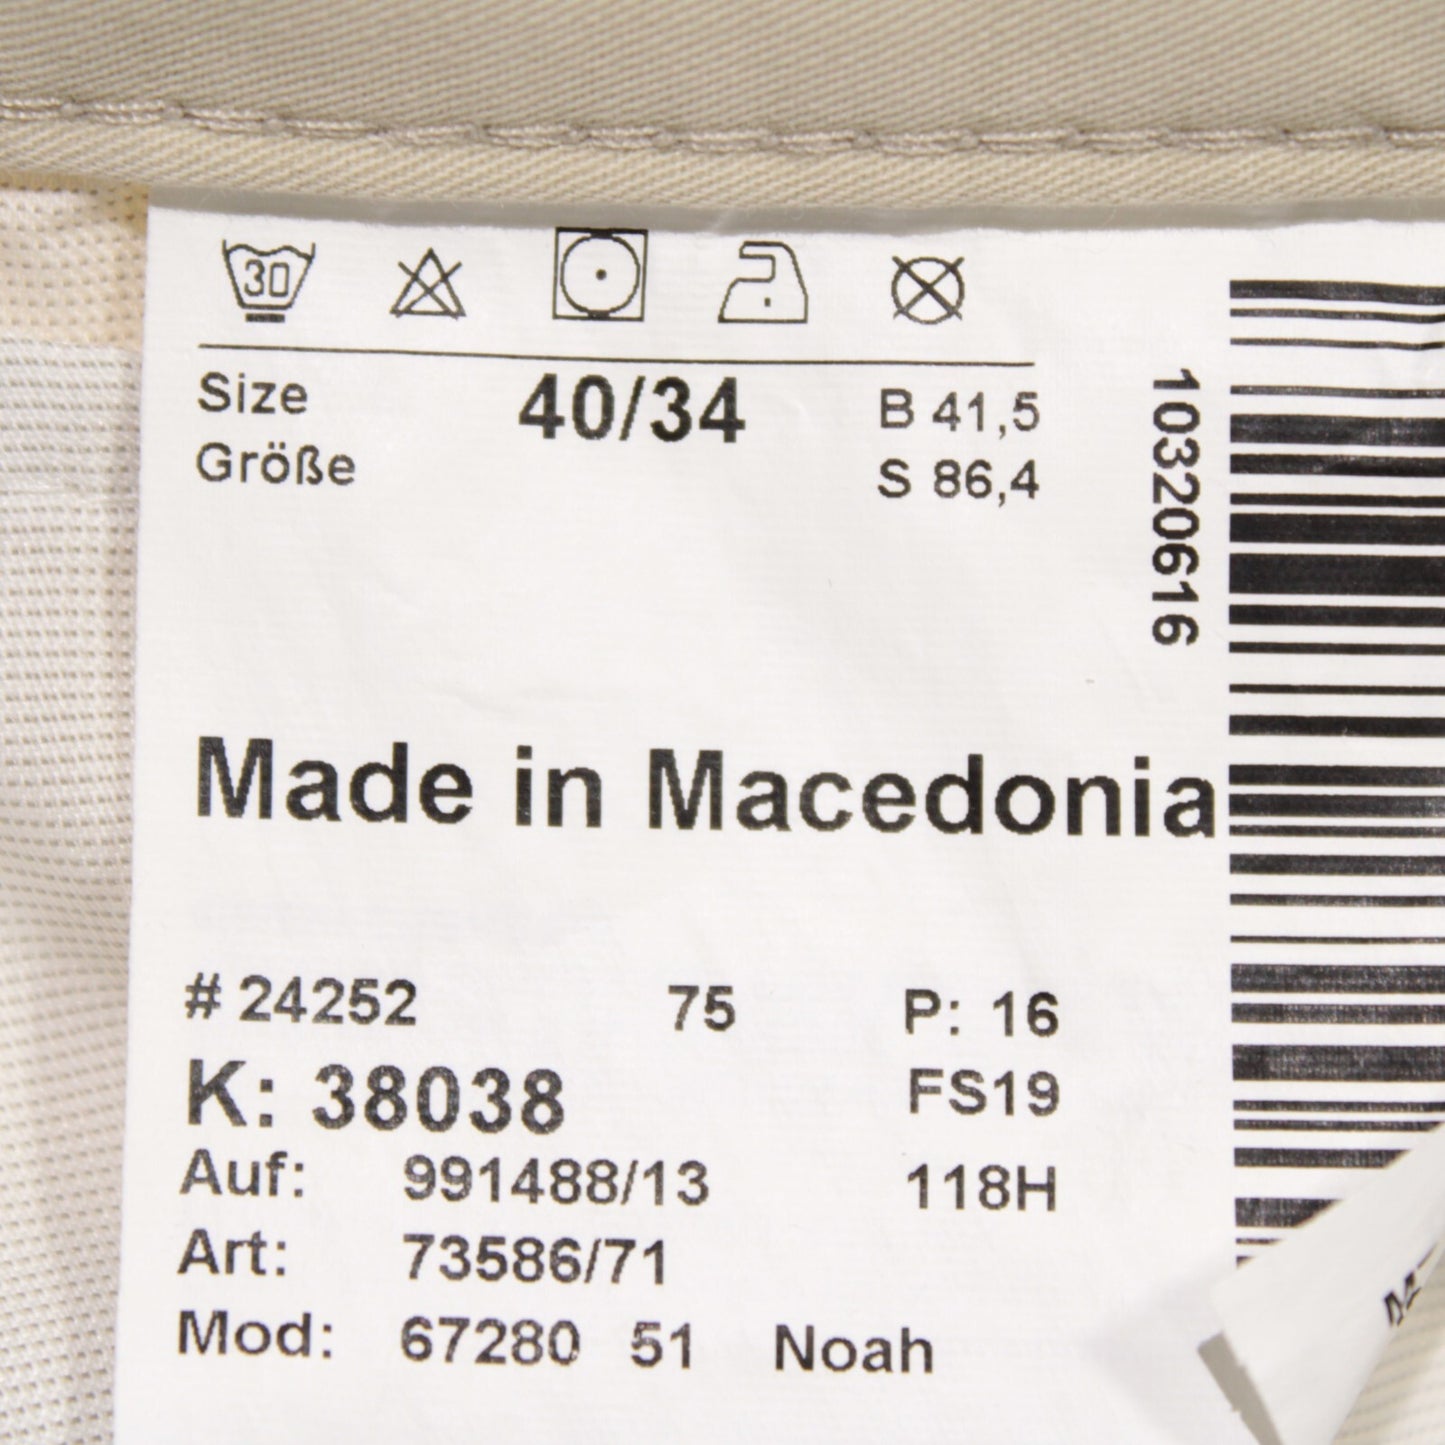 30
Size 40/34 B 41,5
Größe S 86,4
10320616
Made in Macedonia
# 24252 75 P: 16
K: 38038 FS19
Auf: 991488/13 118H
Art: 73586/71
Mod: 67280 51 Noah